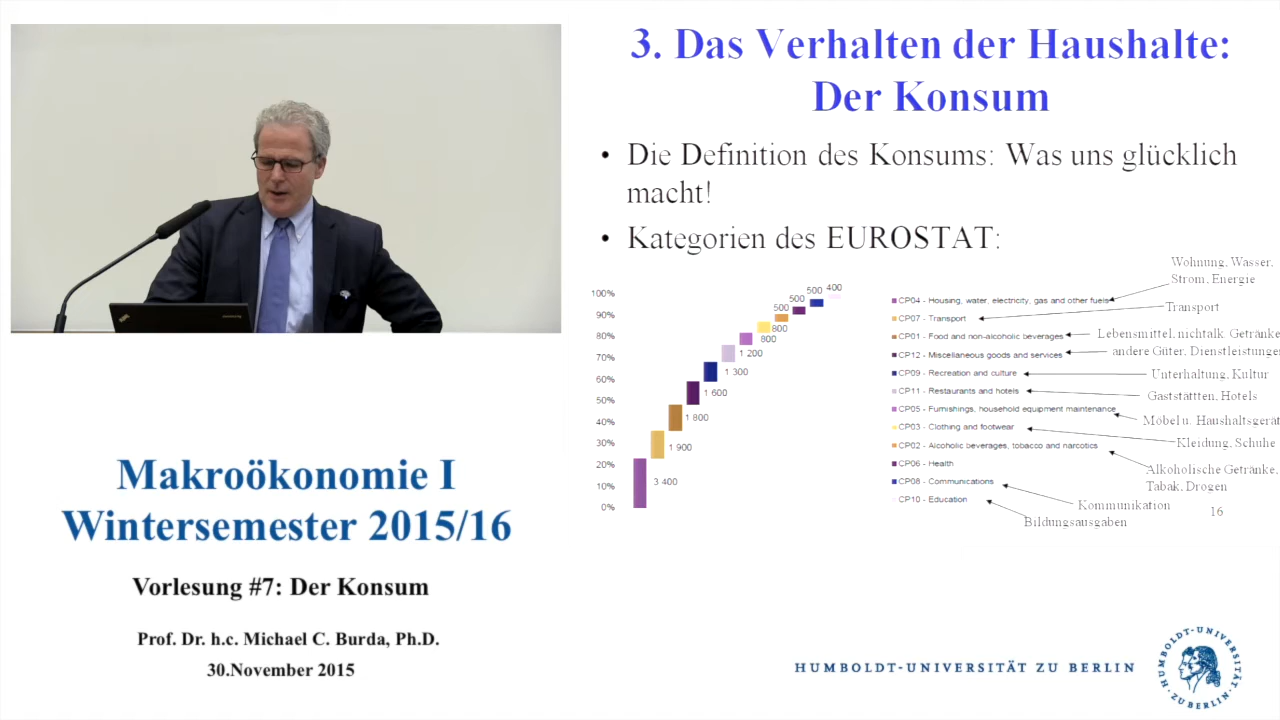 3. Das Verhalten der Haushalte:
Der Konsum
• Die Definition des Konsums: Was uns glücklich
macht!
• Kategorien des EUROSTAT:
100%
90%
80%
70%
60%
50%
40%
30%
20%
10%
0%
3 400
1 900
1 800
1 600
1 300
1 200
800
800
500
500
500
400
CP04 - Housing, water, electricity, gas and other fuels
CP07 - Transport
CP01 - Food and non-alcoholic beverages
CP12 - Miscellaneous goods and services
CP09 - Recreation and culture
CP11 - Restaurants and hotels
CP05 - Furnishings, household equipment maintenance
CP03 - Clothing and footwear
CP02 - Alcoholic beverages, tobacco and narcotics
CP06 - Health
CP08 - Communications
CP10 - Education
Wohnung, Wasser,
Strom, Energie
Transport
Lebensmittel, nichtalk. Getränke
andere Güter, Dienstleistungen
Unterhaltung, Kultur
Gaststättten, Hotels
Möbel u. Haushaltsgerät
Kleidung, Schuhe
Alkoholische Getränke,
Tabak, Drogen
Kommunikation
16
Bildungsausgaben
Makroökonomie I
Wintersemester 2015/16
Vorlesung #7: Der Konsum
Prof. Dr. h.c. Michael C. Burda, Ph.D.
30.November 2015
HUMBOLDT-UNIVERSITÄT ZU BERLIN
HUMBOLDT-UNIVERSITÄT
ZU BERLIN